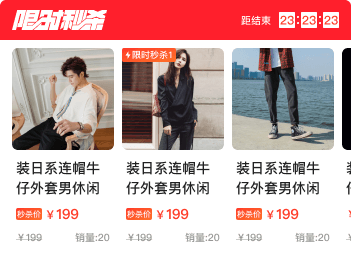 限时秒杀
距结束 23:23:23
限时秒杀1
装日系连帽牛
仔外套男休闲
秒杀价 ￥199
￥199 销量:20
装日系连帽牛
仔外套男休闲
秒杀价 ￥199
￥199 销量:20
装日系连帽牛
仔外套男休闲
秒杀价 ￥199
￥199 销量:20